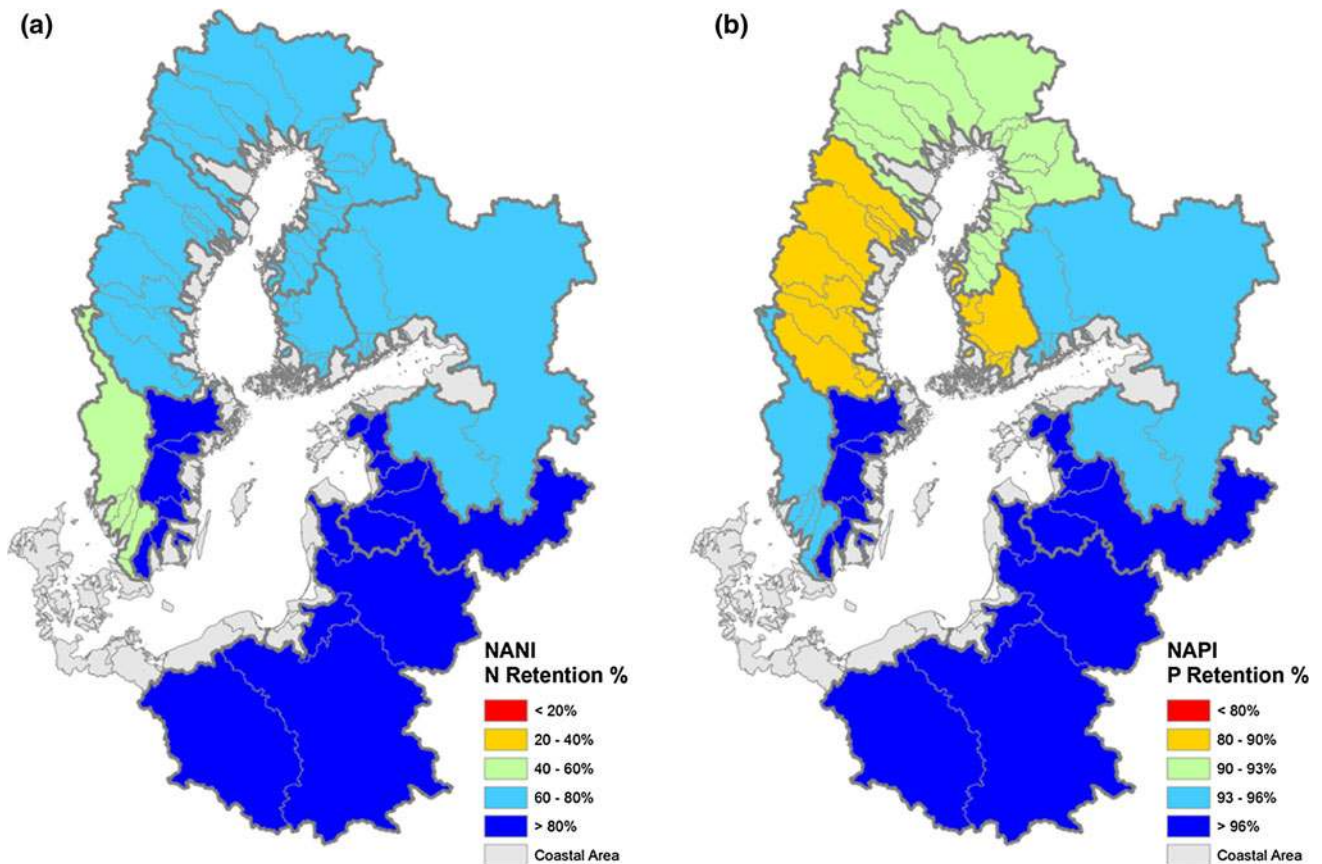 (a)
NANI
N Retention %
< 20%
20 - 40%
40 - 60%
60 - 80%
> 80%
Coastal Area
(b)
NAPI
P Retention %
< 80%
80 - 90%
90 - 93%
93 - 96%
> 96%
Coastal Area